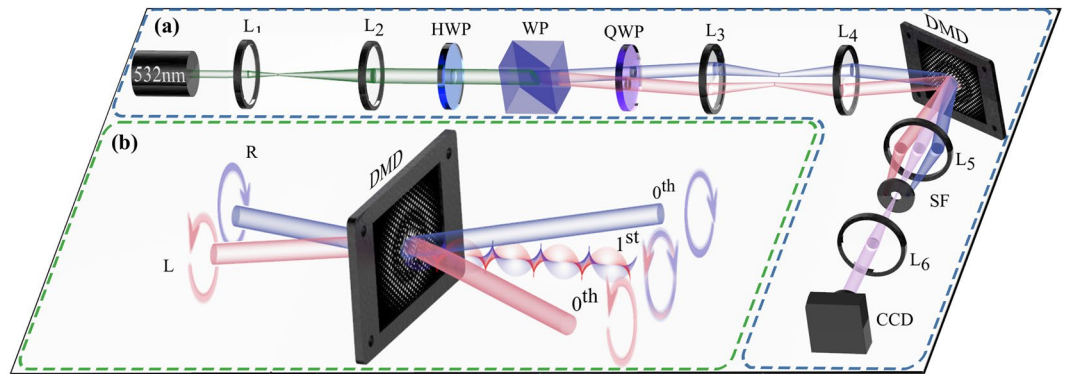 (a)
532nm
L₁
L₂
HWP
WP
QWP
L₃
L₄
DMD
L₅
SF
L₆
CCD
(b)
R
L
DMD
0ᵗʰ
1ˢᵗ
0ᵗʰ